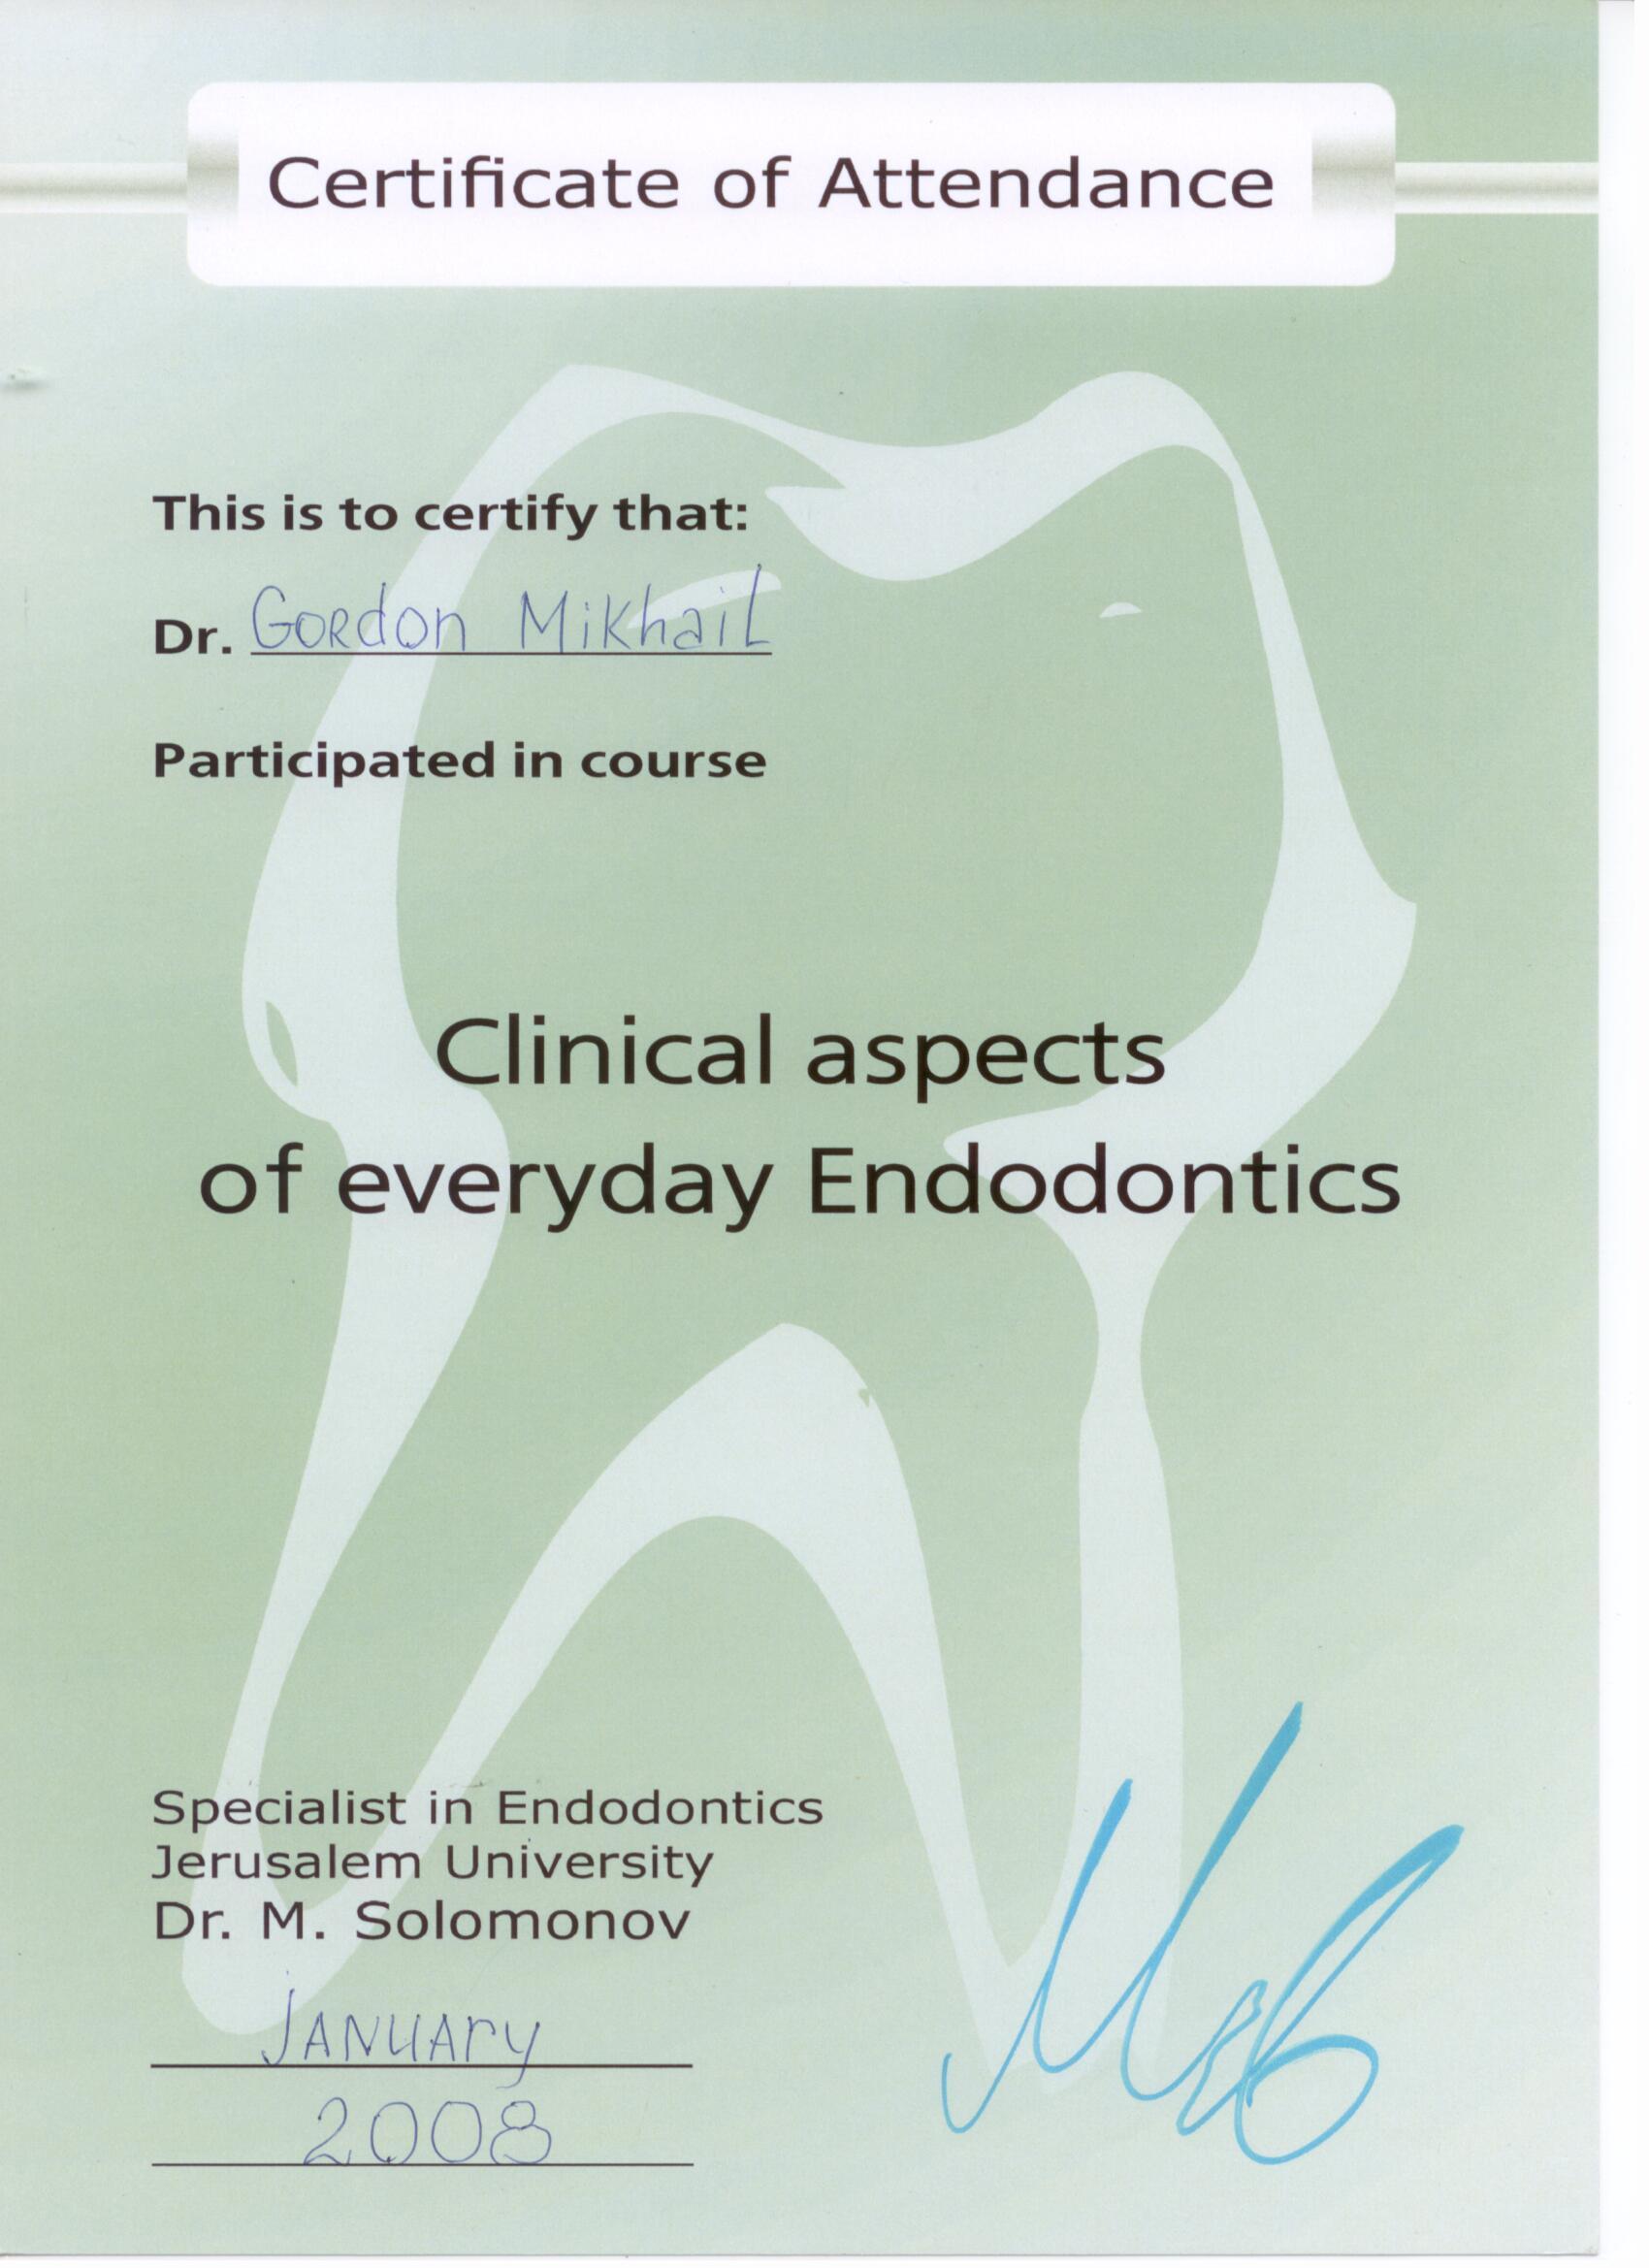 Certificate of Attendance
This is to certify that:
Dr. Gordon Mikhail
Participated in course
Clinical aspects
of everyday Endodontics
Specialist in Endodontics
Jerusalem University
Dr. M. Solomonov
January
2008